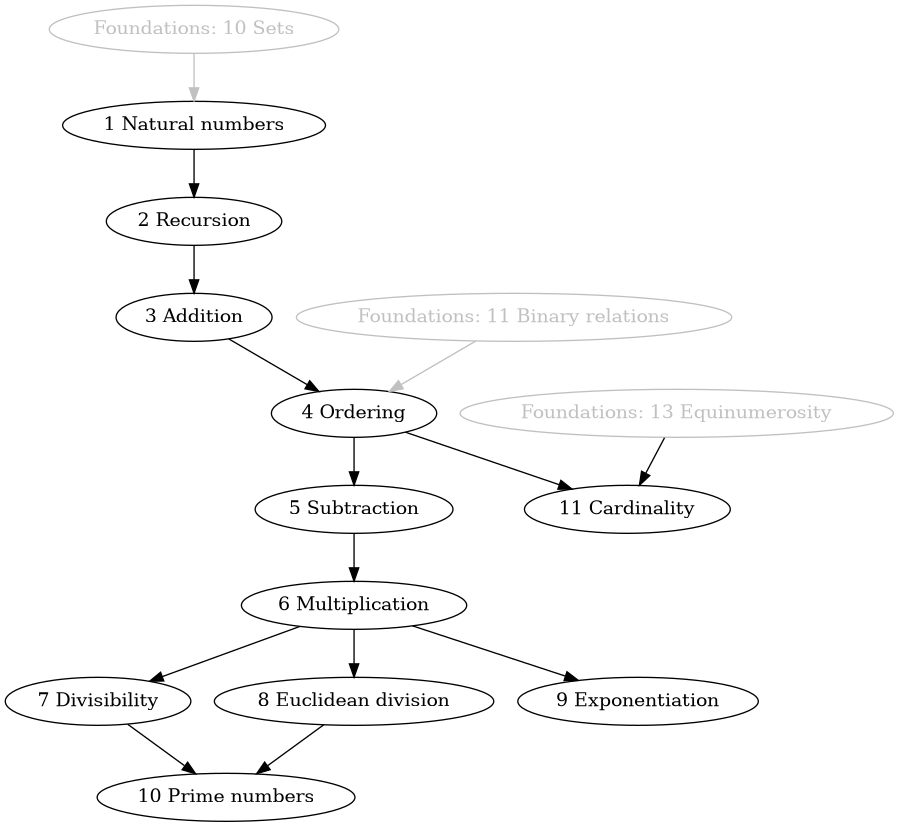 Foundations: 10 Sets
1 Natural numbers
2 Recursion
3 Addition
Foundations: 11 Binary relations
4 Ordering
Foundations: 13 Equinumerosity
5 Subtraction
11 Cardinality
6 Multiplication
7 Divisibility
8 Euclidean division
9 Exponentiation
10 Prime numbers